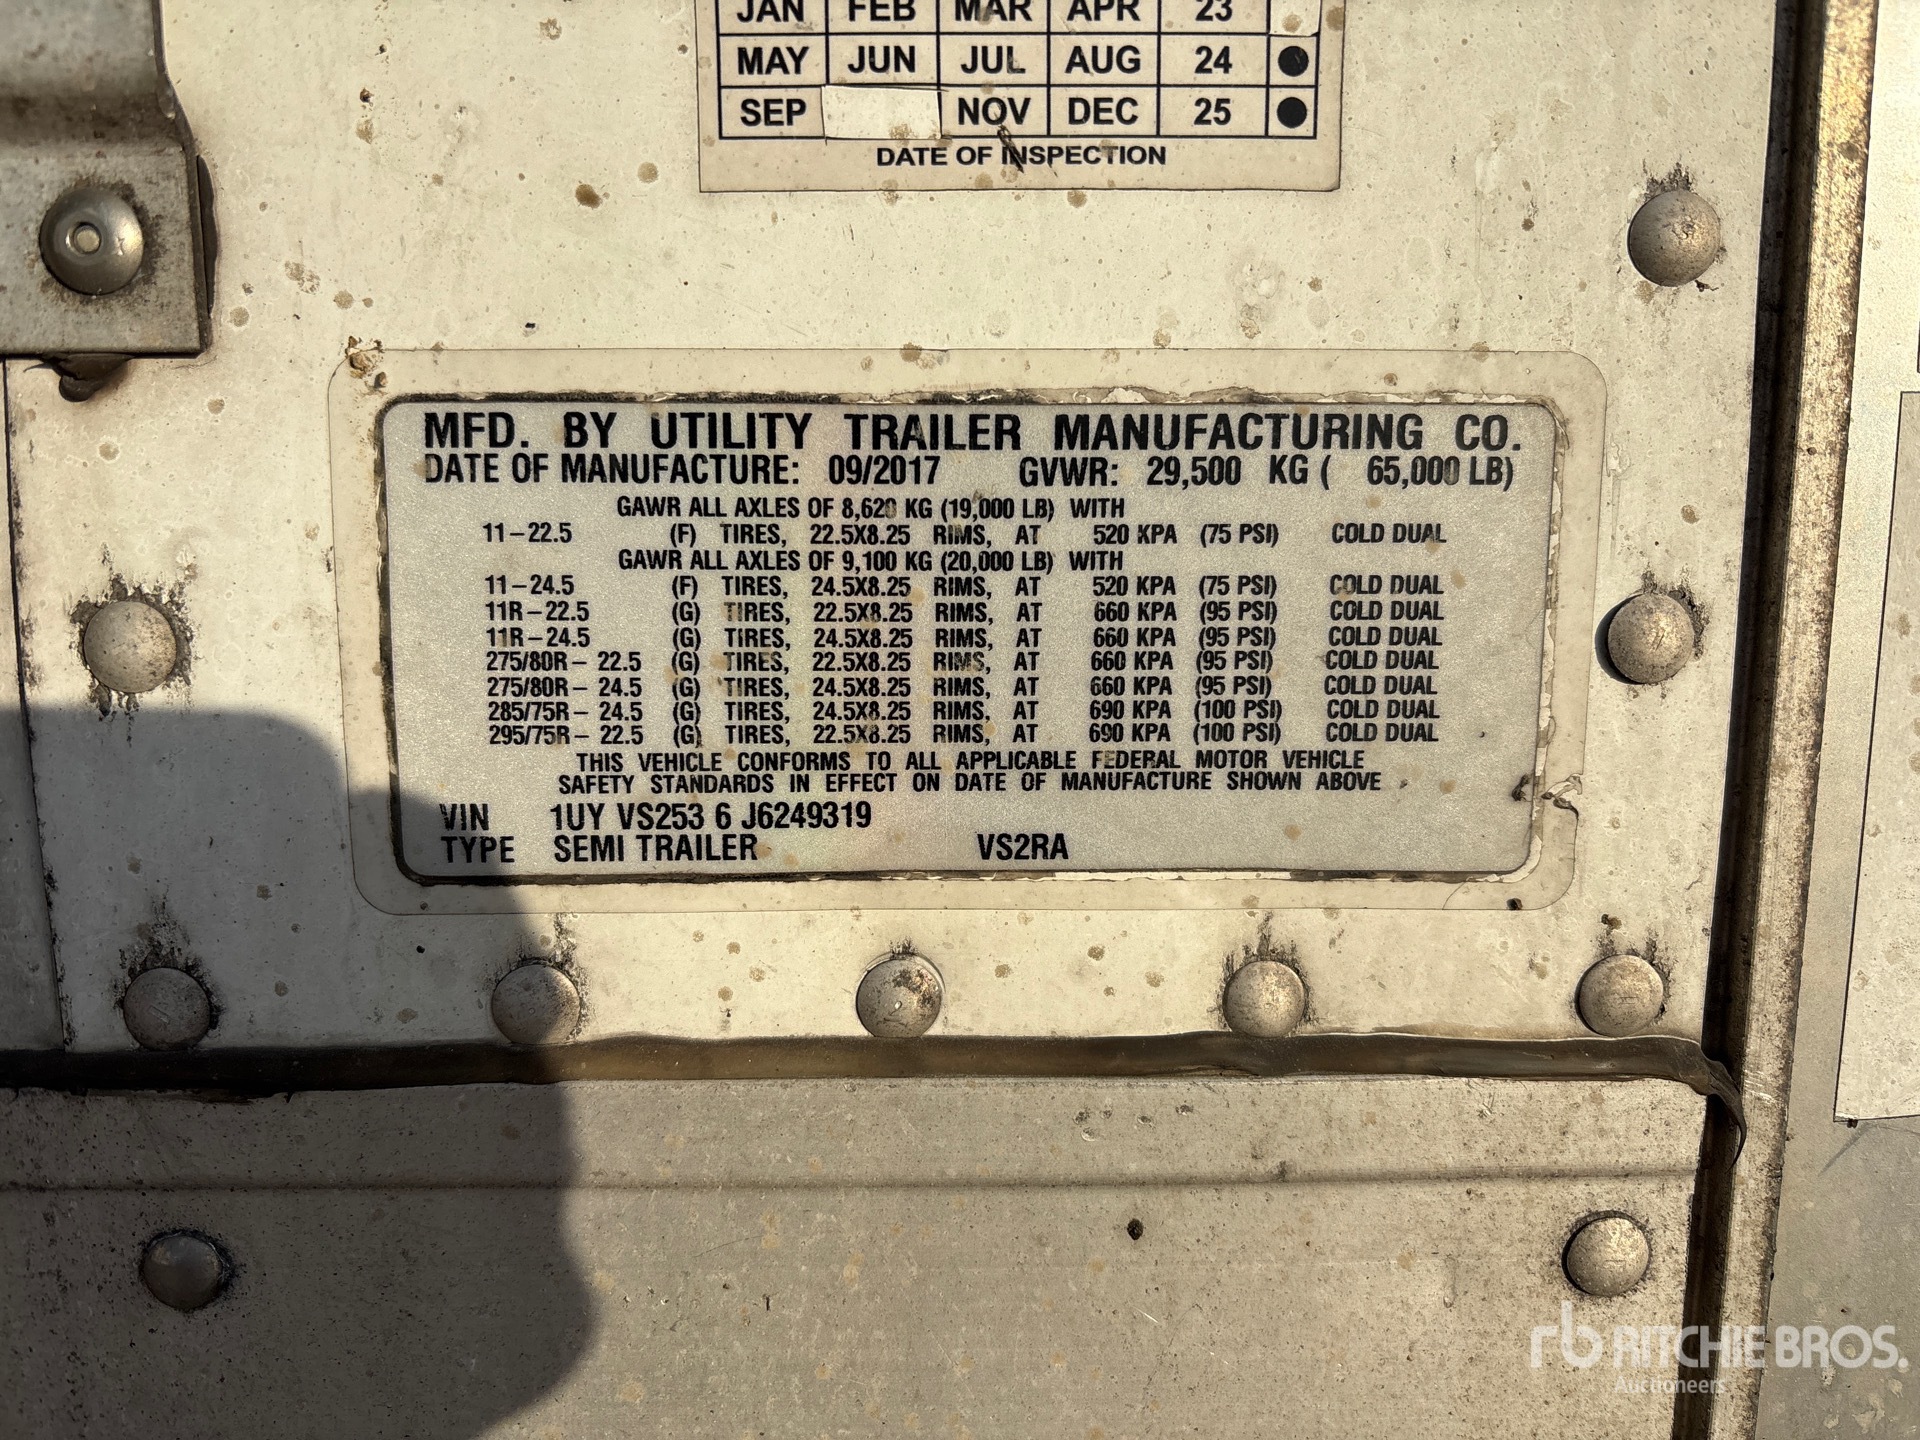 JAN FEB MAR APR 23
MAY JUN JUL AUG 24 ●
SEP NOV DEC 25 ●
DATE OF INSPECTION
MFD. BY UTILITY TRAILER MANUFACTURING CO.
DATE OF MANUFACTURE: 09/2017 GVWR: 29,500 KG ( 65,000 LB)
GAWR ALL AXLES OF 8,620 KG (19,000 LB) WITH
11-22.5 (F) TIRES, 22.5X8.25 RIMS, AT 520 KPA (75 PSI) COLD DUAL
GAWR ALL AXLES OF 9,100 KG (20,000 LB) WITH
11-24.5 (F) TIRES, 24.5X8.25 RIMS, AT 520 KPA (75 PSI) COLD DUAL
11R-22.5 (G) TIRES, 22.5X8.25 RIMS, AT 660 KPA (95 PSI) COLD DUAL
11R-24.5 (G) TIRES, 24.5X8.25 RIMS, AT 660 KPA (95 PSI) COLD DUAL
275/80R- 22.5 (G) TIRES, 22.5X8.25 RIMS, AT 660 KPA (95 PSI) COLD DUAL
275/80R- 24.5 (G) TIRES, 24.5X8.25 RIMS, AT 660 KPA (95 PSI) COLD DUAL
285/75R- 24.5 (G) TIRES, 24.5X8.25 RIMS, AT 690 KPA (100 PSI) COLD DUAL
295/75R- 22.5 (G) TIRES, 22.5X8.25 RIMS, AT 690 KPA (100 PSI) COLD DUAL
THIS VEHICLE CONFORMS TO ALL APPLICABLE FEDERAL MOTOR VEHICLE
SAFETY STANDARDS IN EFFECT ON DATE OF MANUFACTURE SHOWN ABOVE
VIN 1UY VS253 6 J6249319
TYPE SEMI TRAILER VS2RA
rb RITCHIE BROS.
Auctioneers